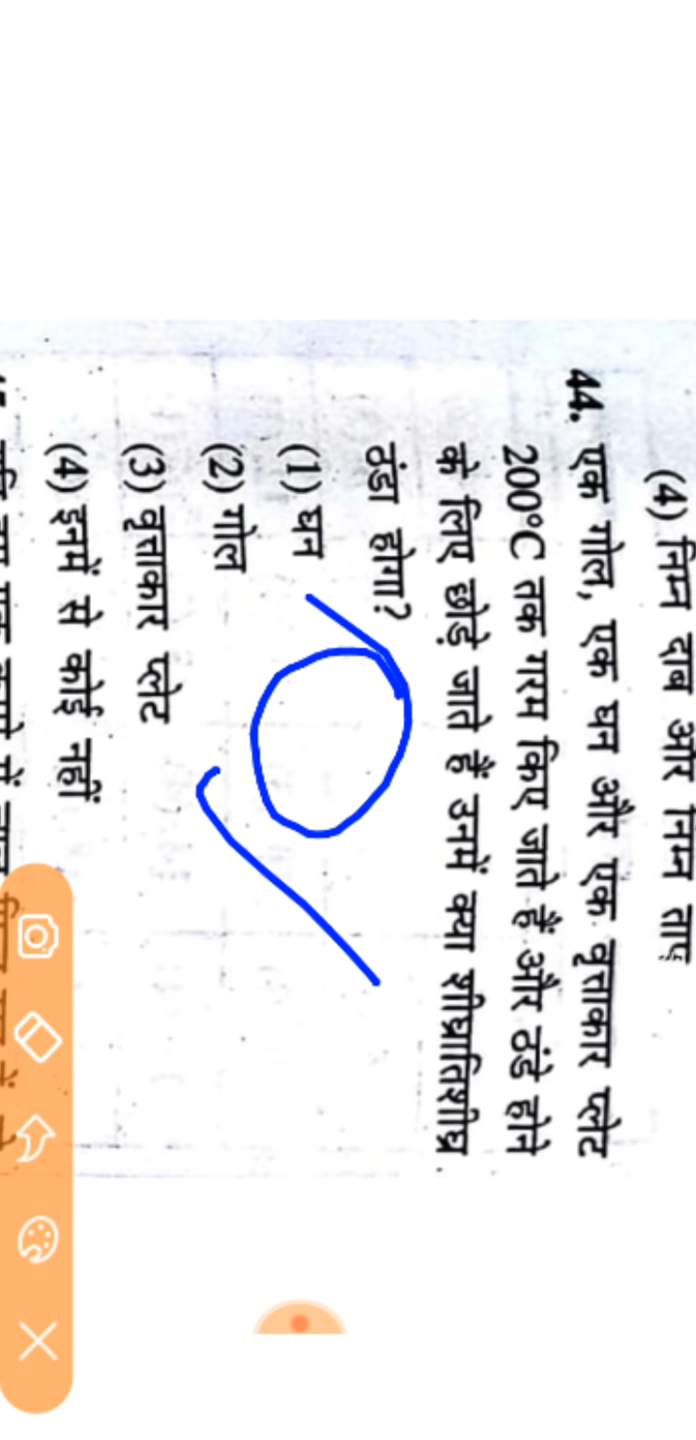 (4) निम्न दाब और निम्न ताप
44. एक गोल, एक घन और एक वृत्ताकार प्लेट
200°C तक गरम किए जाते हैं और ठंडे होने
के लिए छोड़े जाते हैं उनमें क्या शीघ्रातिशीघ्र
ठंडा होगा?
(1) घन
(2) गोल
(3) वृत्ताकार प्लेट
(4) इनमें से कोई नहीं